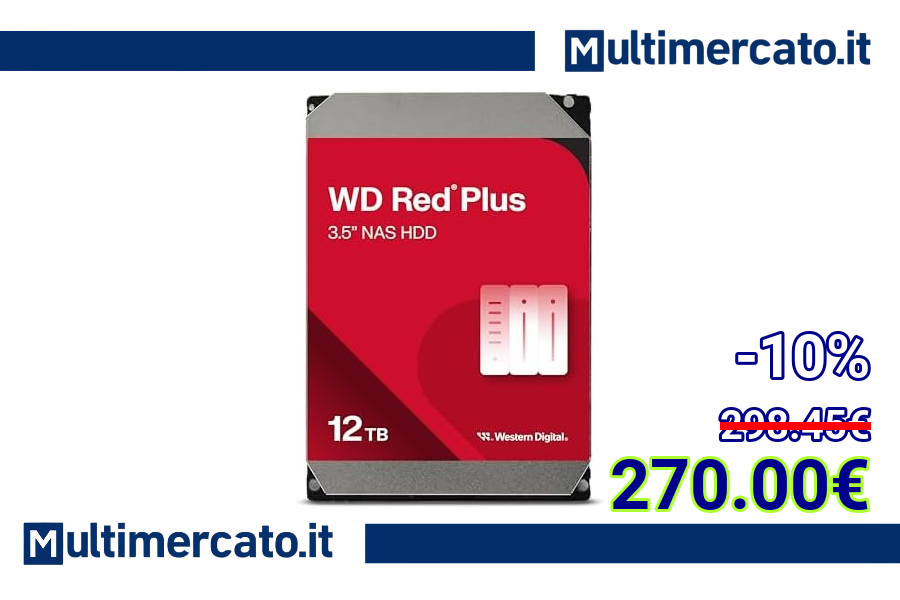 Multimercato.it
WD Red® Plus
3.5" NAS HDD
12TB
Western Digital®
-10%
298.45€
270.00€
Multimercato.it